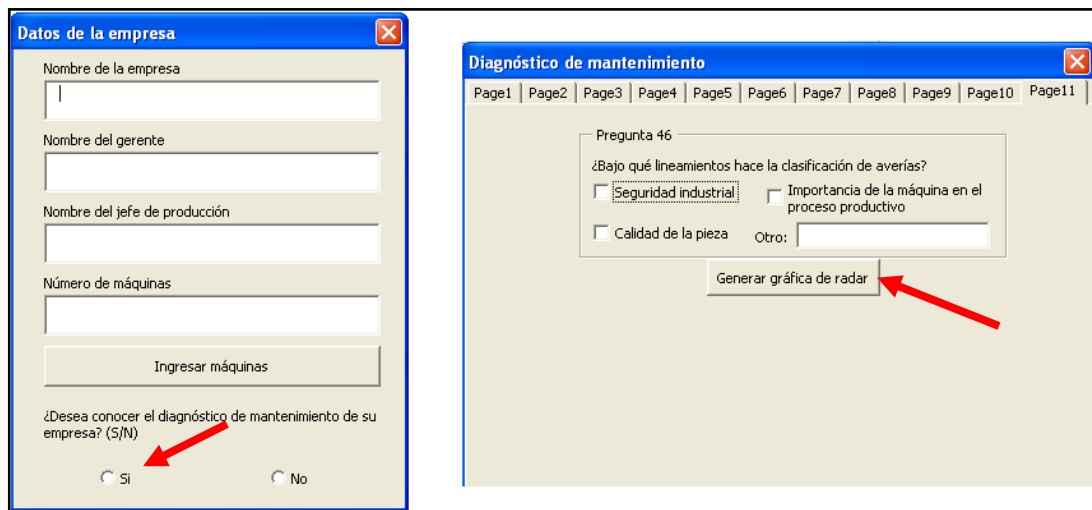 Datos de la empresa
Nombre de la empresa
Nombre del gerente
Nombre del jefe de producción
Número de máquinas
Ingresar máquinas
¿Desea conocer el diagnóstico de mantenimiento de su
empresa? (S/N)
Si No
Diagnóstico de mantenimiento
Page1 Page2 Page3 Page4 Page5 Page6 Page7 Page8 Page9 Page10 Page11
Pregunta 46
¿Bajo qué lineamientos hace la clasificación de averías?
Seguridad industrial
Importancia de la máquina en el
proceso productivo
Calidad de la pieza
Otro:
Generar gráfica de radar